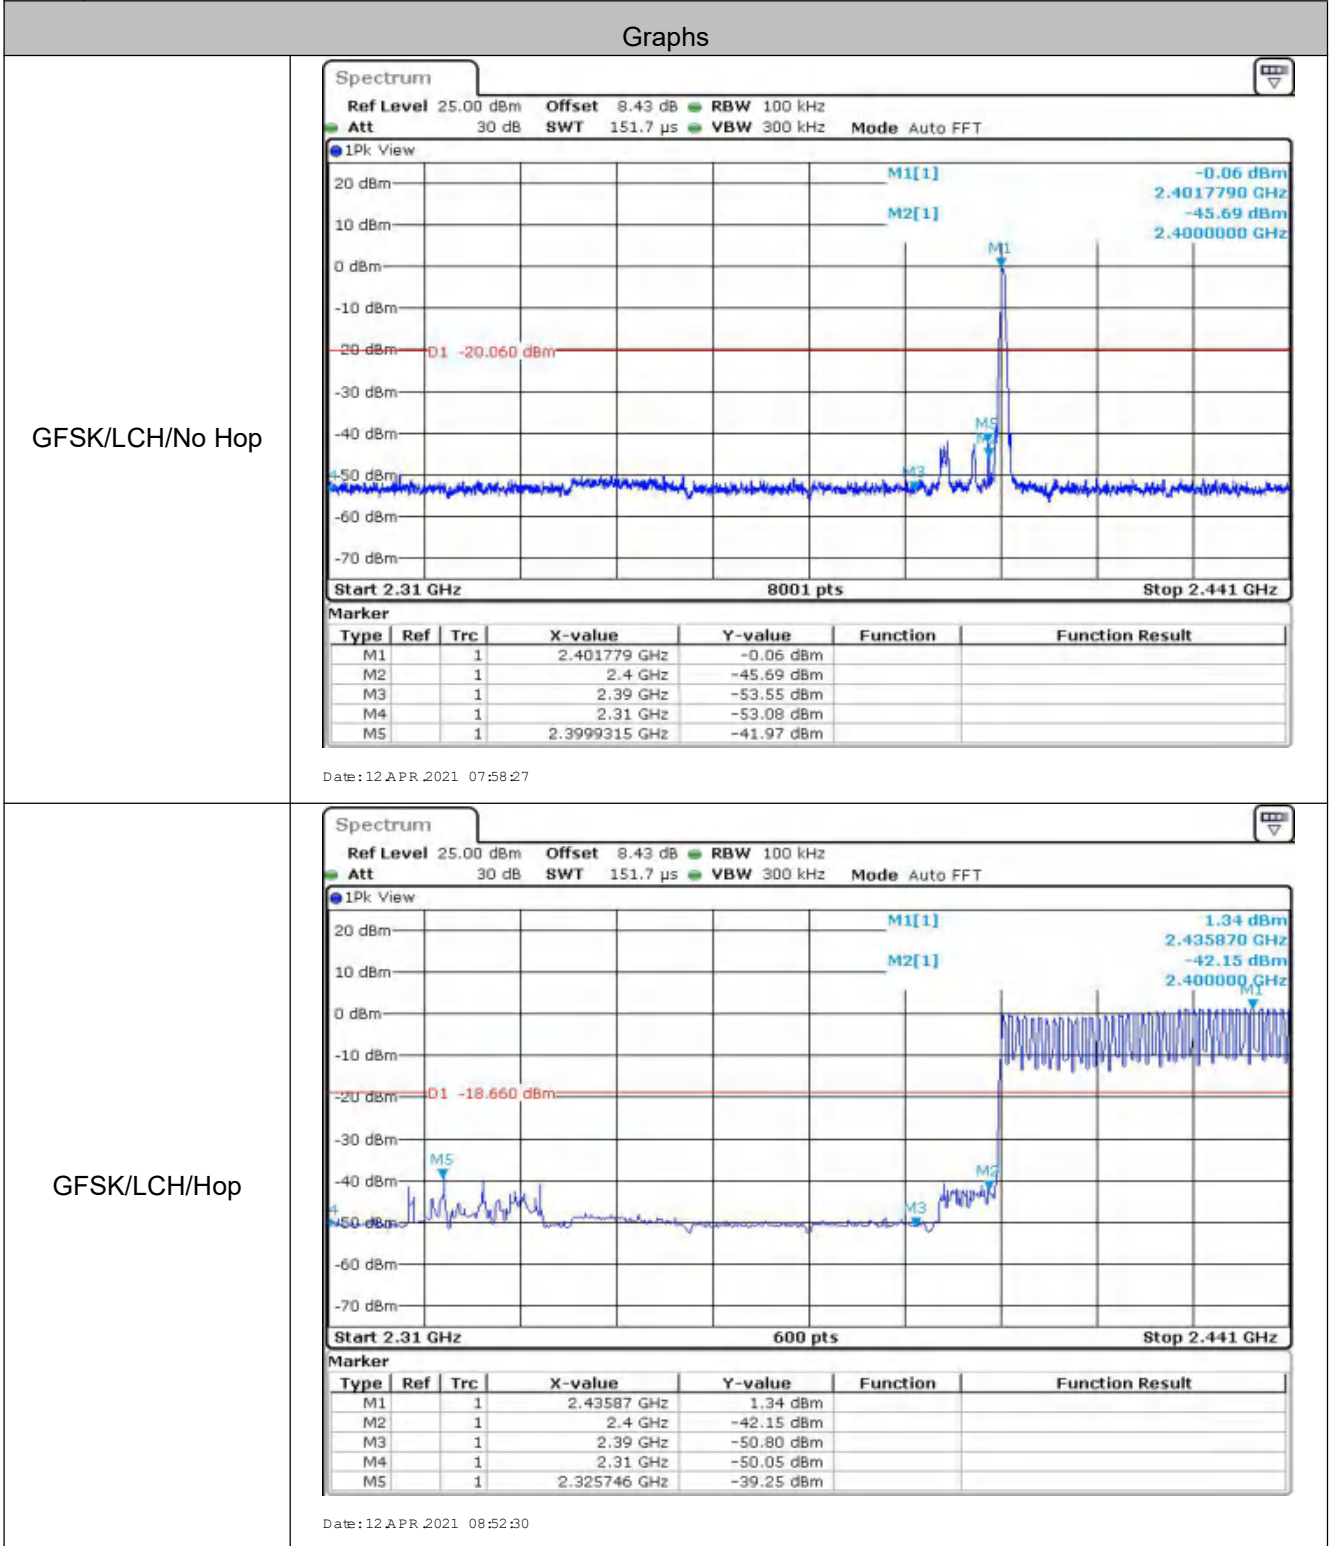 Graphs
GFSK/LCH/No Hop
Spectrum
Ref Level 25.00 dBm Offset 8.43 dB RBW 100 kHz
Att 30 dB SWT 151.7 µs VBW 300 kHz Mode Auto FFT
1Pk View
M1[1] -0.06 dBm
2.4017790 GHz
M2[1] -45.69 dBm
2.4000000 GHz
20 dBm
10 dBm
M1
0 dBm
-10 dBm
-20 dBm
D1 -20.060 dBm
-30 dBm
-40 dBm
M5
M3
4
-50 dBm
-60 dBm
-70 dBm
Start 2.31 GHz 8001 pts Stop 2.441 GHz
Marker
Type Ref Trc X-value Y-value Function Function Result
M1 1 2.401779 GHz -0.06 dBm
M2 1 2.4 GHz -45.69 dBm
M3 1 2.39 GHz -53.55 dBm
M4 1 2.31 GHz -53.08 dBm
M5 1 2.3999315 GHz -41.97 dBm
Date: 12.APR.2021 07:58:27
GFSK/LCH/Hop
Spectrum
Ref Level 25.00 dBm Offset 8.43 dB RBW 100 kHz
Att 30 dB SWT 151.7 µs VBW 300 kHz Mode Auto FFT
1Pk View
M1[1] 1.34 dBm
2.435870 GHz
M2[1] -42.15 dBm
2.400000 GHz
20 dBm
10 dBm
M1
0 dBm
-10 dBm
-20 dBm
D1 -18.660 dBm
-30 dBm
M5
M2
-40 dBm
M3
4
-50 dBm
-60 dBm
-70 dBm
Start 2.31 GHz 600 pts Stop 2.441 GHz
Marker
Type Ref Trc X-value Y-value Function Function Result
M1 1 2.43587 GHz 1.34 dBm
M2 1 2.4 GHz -42.15 dBm
M3 1 2.39 GHz -50.80 dBm
M4 1 2.31 GHz -50.05 dBm
M5 1 2.325746 GHz -39.25 dBm
Date: 12.APR.2021 08:52:30